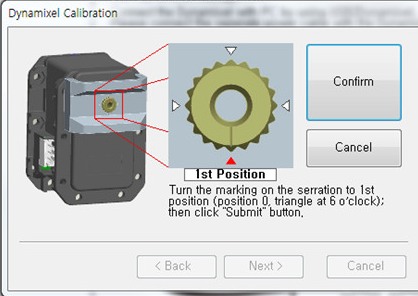 Dynamixel Calibration
1st Position
Turn the marking on the serration to 1st
position (position 0, triangle at 6 o'clock);
then click "Submit" button.
Confirm
Cancel
< Back
Next >
Cancel